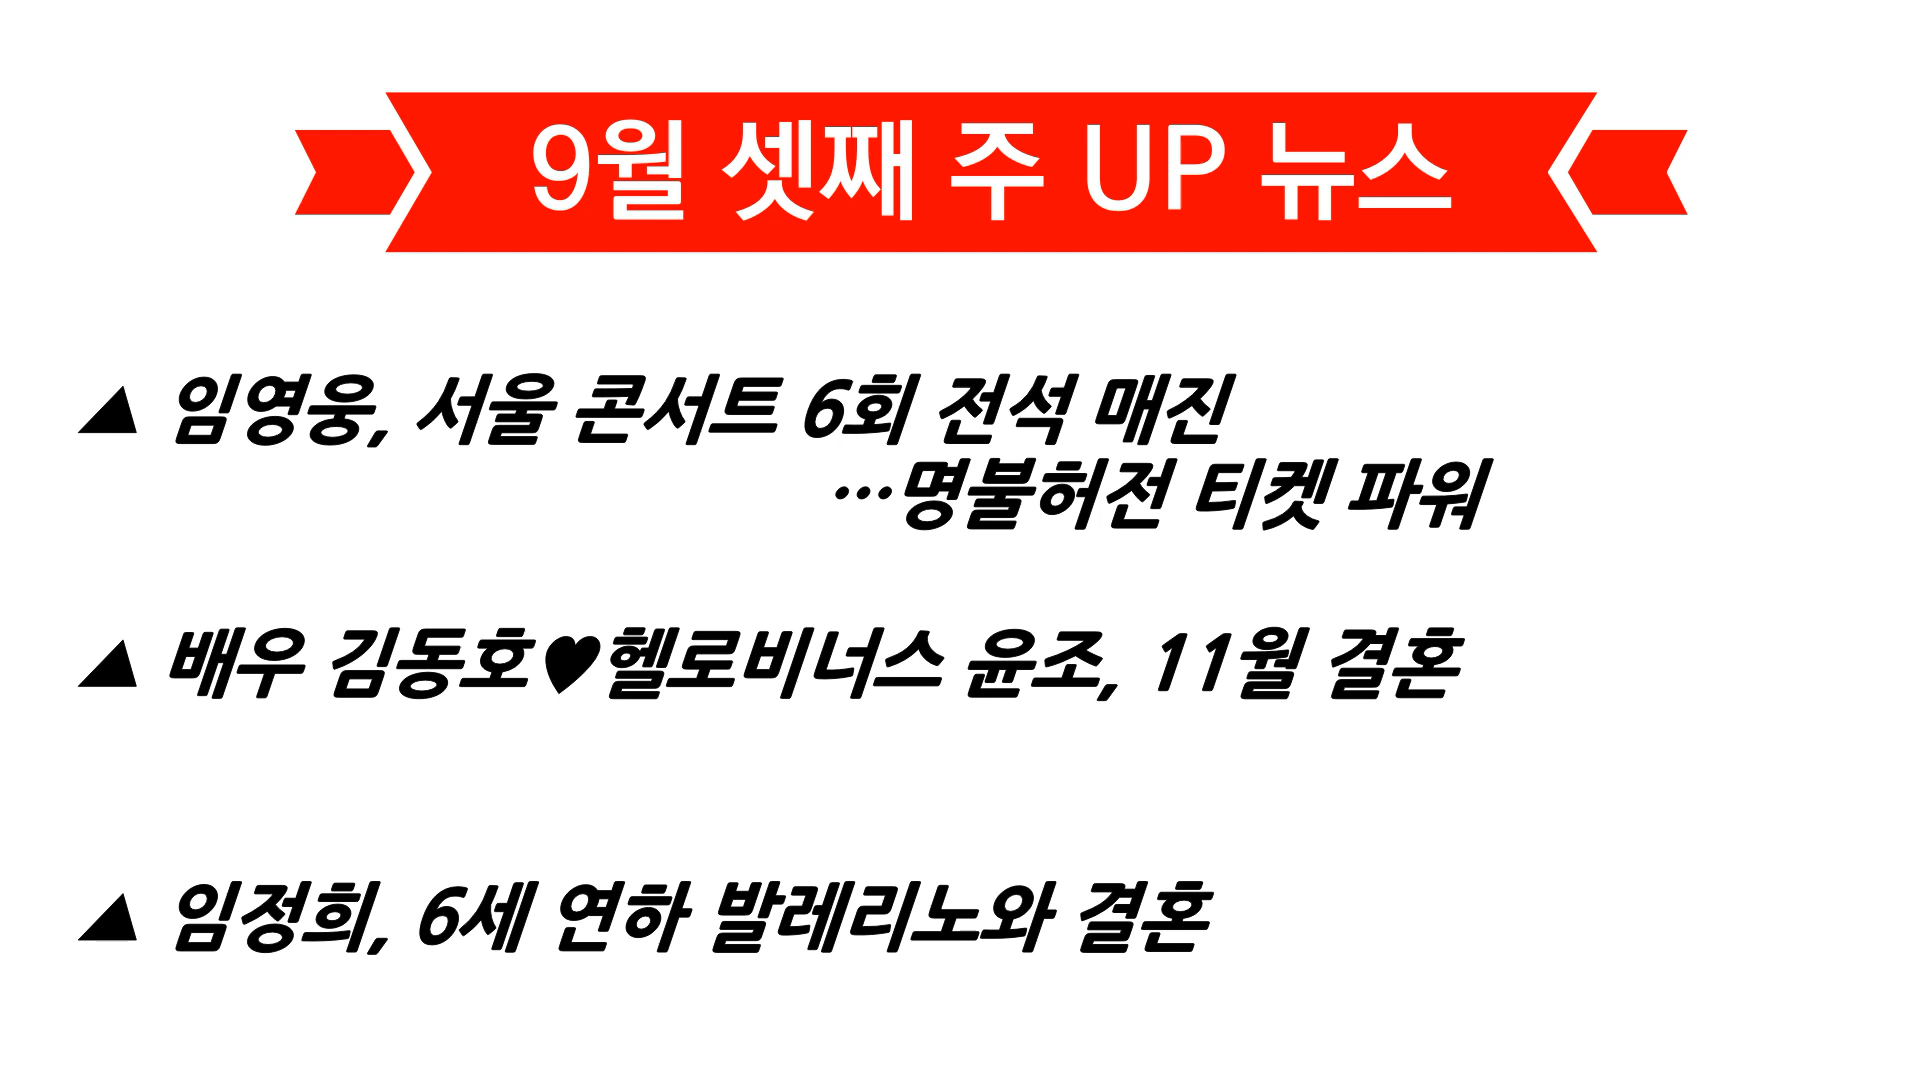 9월 셋째 주 UP 뉴스
▲ 임영웅, 서울 콘서트 6회 전석 매진
…명불허전 티켓 파워
▲ 배우 김동호♥헬로비너스 윤조, 11월 결혼
▲ 임정희, 6세 연하 발레리노와 결혼